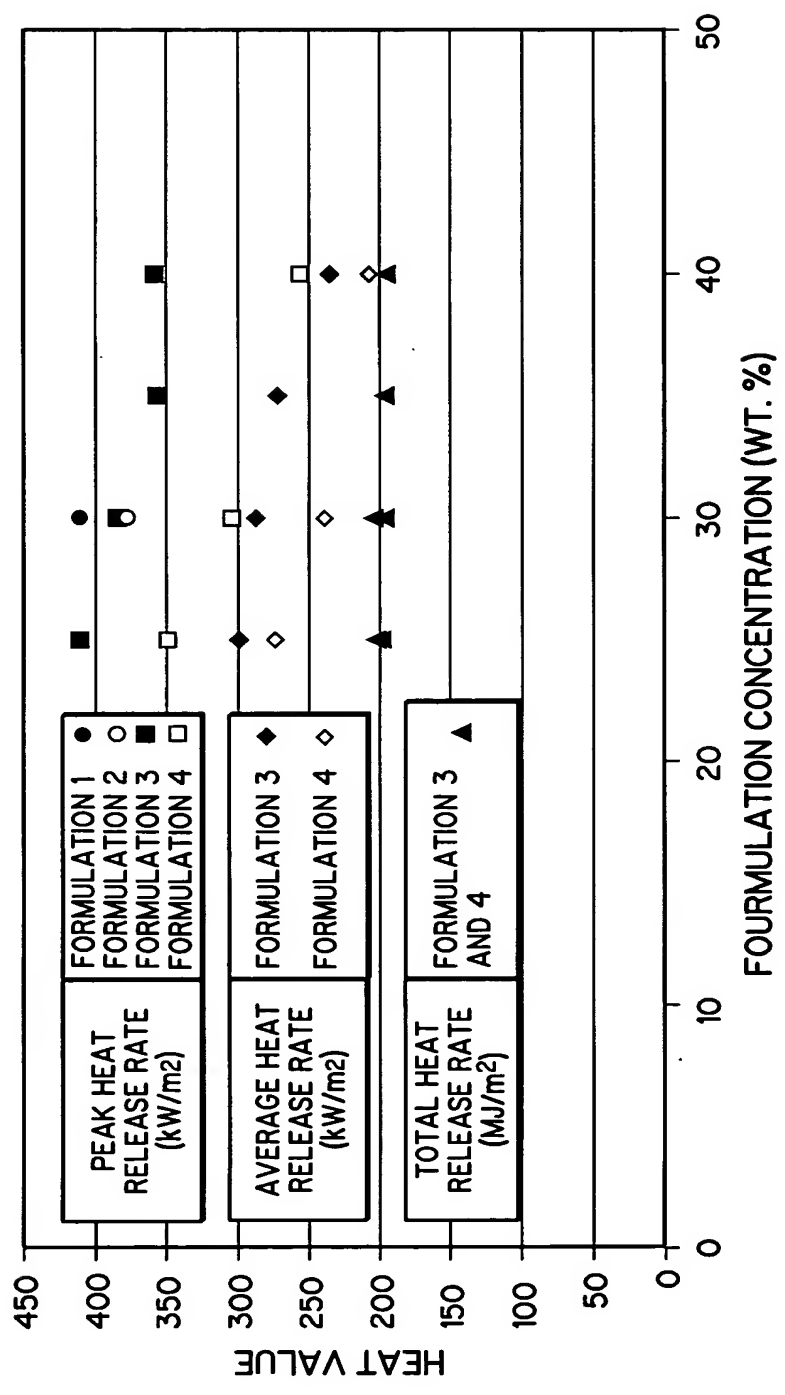 HEAT VALUE
450
400
350
300
250
200
150
100
50
0
PEAK HEAT
RELEASE RATE
(kW/m2)
FORMULATION 1
FORMULATION 2
FORMULATION 3
FORMULATION 4
AVERAGE HEAT
RELEASE RATE
(kW/m2)
FORMULATION 3
FORMULATION 4
TOTAL HEAT
RELEASE RATE
(MJ/m²)
FORMULATION 3
AND 4
0
10
20
30
40
50
FOURMULATION CONCENTRATION (WT. %)